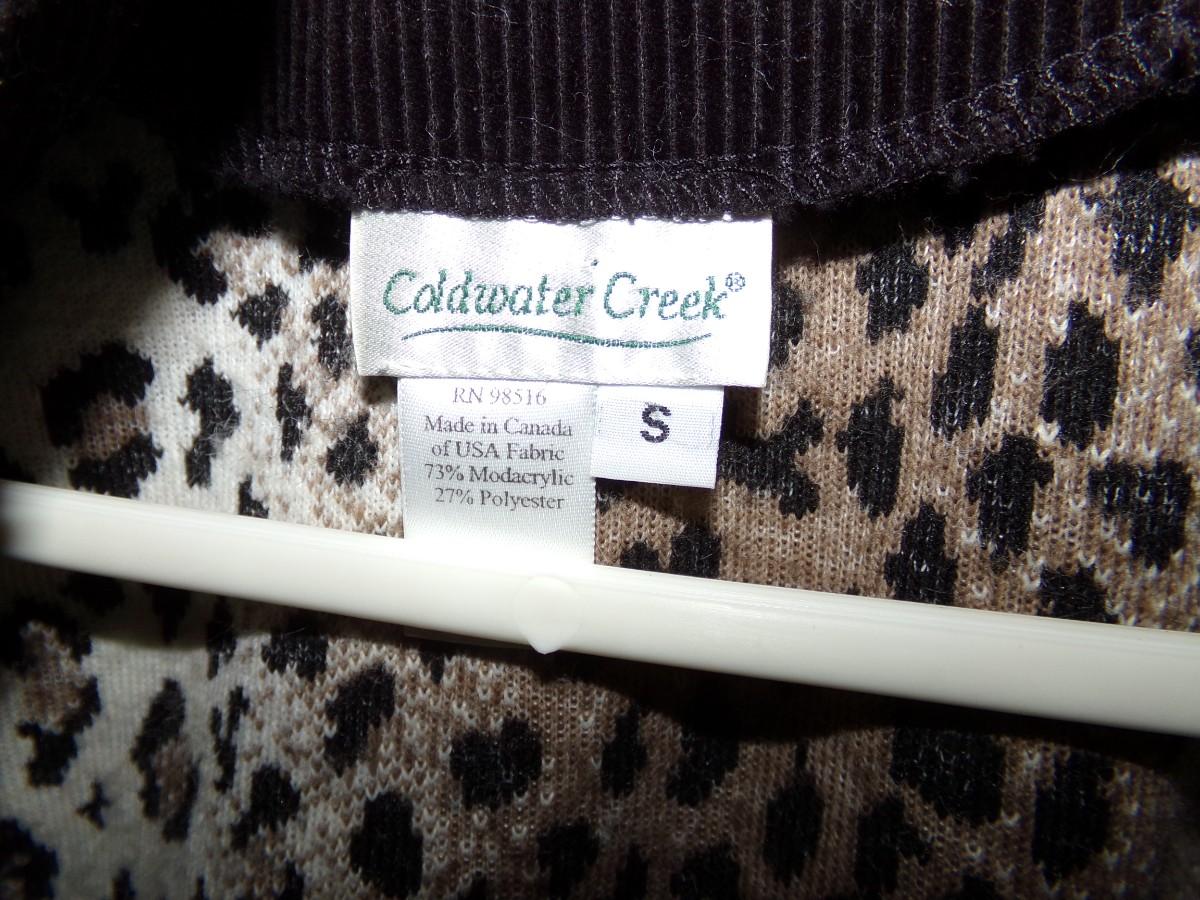 Coldwater Creek®
RN 98516
Made in Canada
of USA Fabric
73% Modacrylic
27% Polyester
S